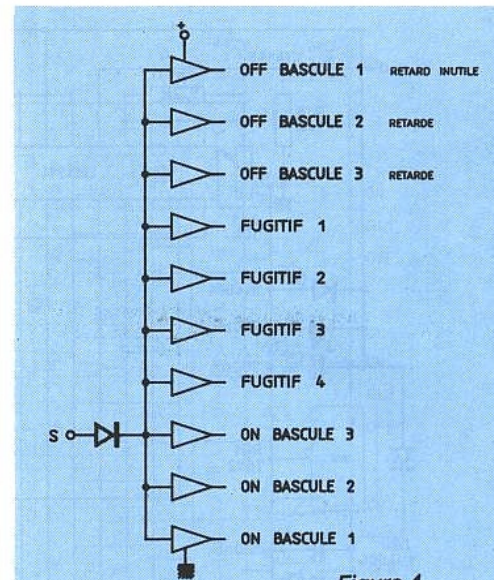 +
OFF BASCULE 1 RETARD INUTILE
OFF BASCULE 2 RETARDE
OFF BASCULE 3 RETARDE
FUGITIF 1
FUGITIF 2
FUGITIF 3
FUGITIF 4
S ON BASCULE 3
ON BASCULE 2
ON BASCULE 1
Figure 1